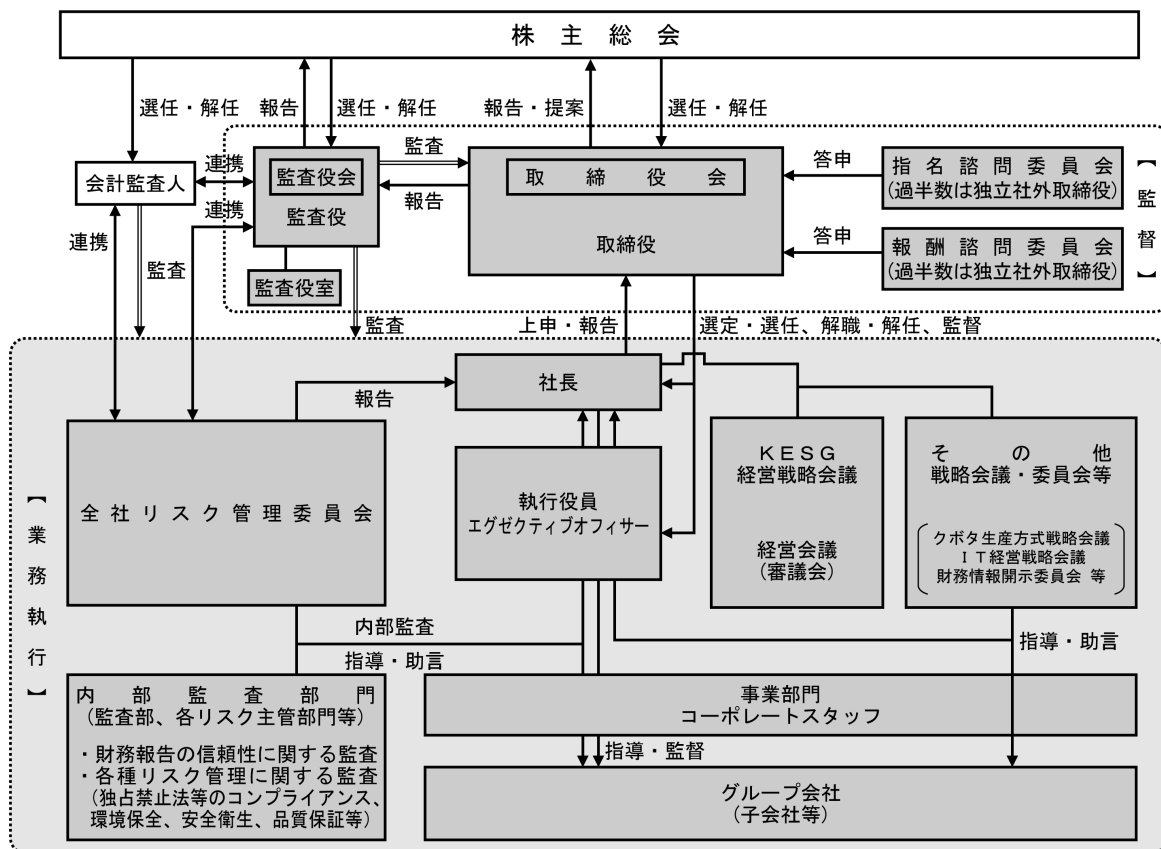 株主総会
選任・解任
報告
選任・解任
報告・提案
選任・解任
会計監査人
連携
連携
監査役会
監査役
監査役室
監査
報告
取締役会
取締役
答申
指名諮問委員会
(過半数は独立社外取締役)
答申
報酬諮問委員会
(過半数は独立社外取締役)
【監督】
連携
監査
監査
上申・報告
選定・選任、解職・解任、監督
社長
報告
【業務執行】
全社リスク管理委員会
執行役員
エグゼクティブオフィサー
KESG
経営戦略会議
経営会議
(審議会)
その他
戦略会議・委員会等
クボタ生産方式戦略会議
IT経営戦略会議
財務情報開示委員会 等
内部監査
指導・助言
指導・助言
内部監査部門
(監査部、各リスク主管部門等)
・財務報告の信頼性に関する監査
・各種リスク管理に関する監査
(独占禁止法等のコンプライアンス、
環境保全、安全衛生、品質保証等)
事業部門
コーポレートスタッフ
指導・監督
グループ会社
(子会社等)